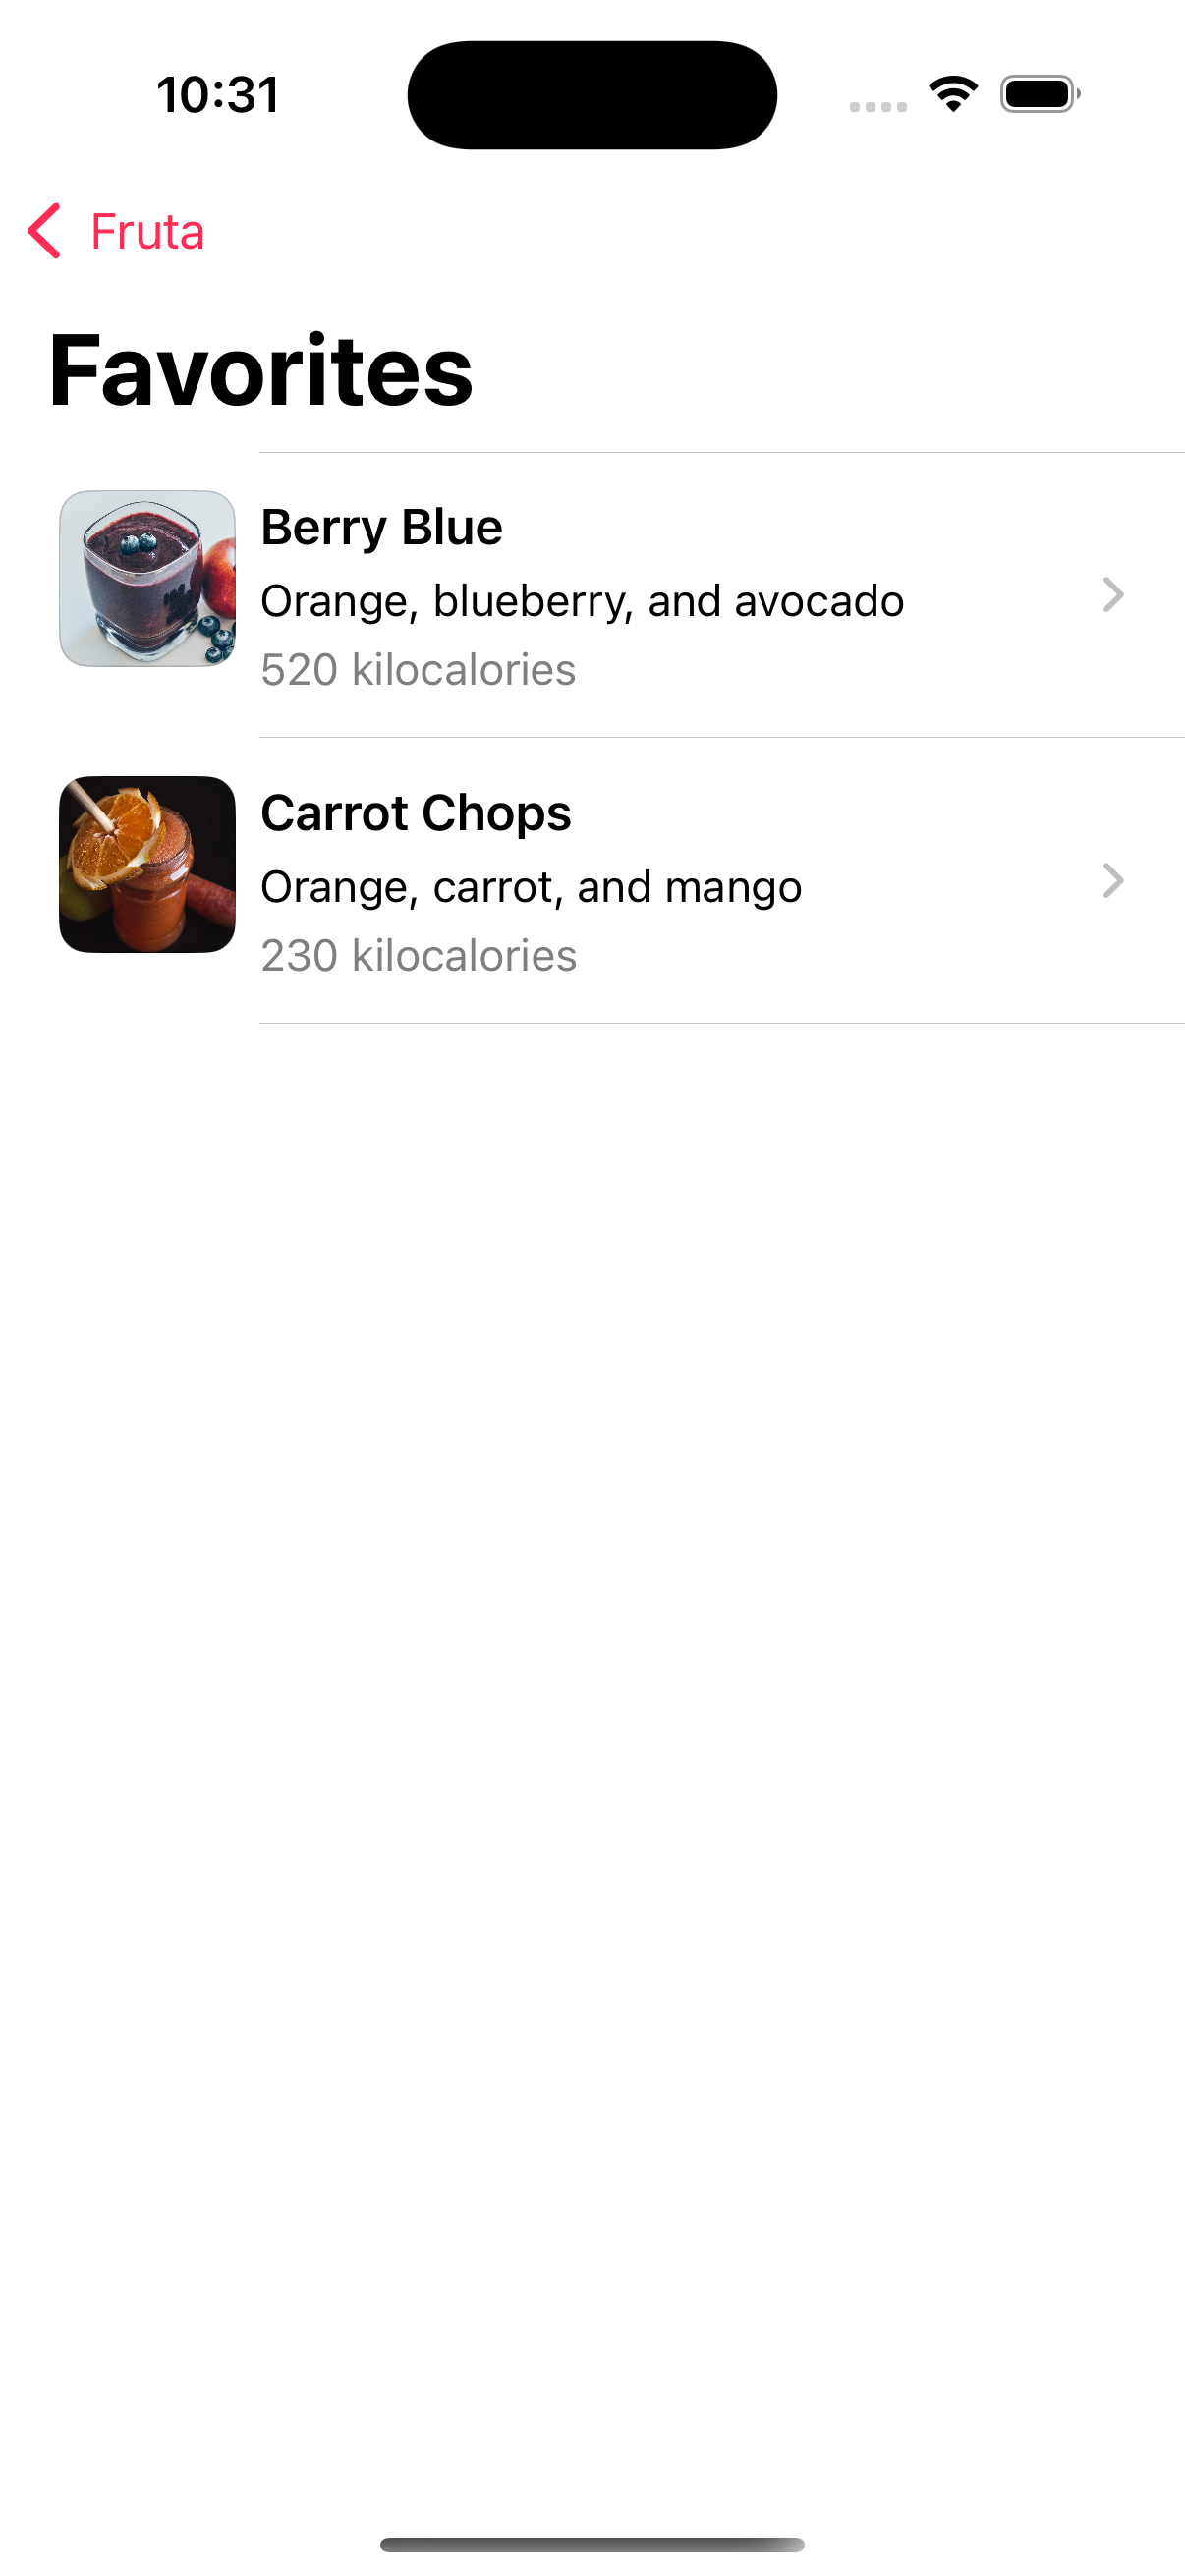 10:31
Fruta
Favorites
Berry Blue
Orange, blueberry, and avocado
520 kilocalories
Carrot Chops
Orange, carrot, and mango
230 kilocalories